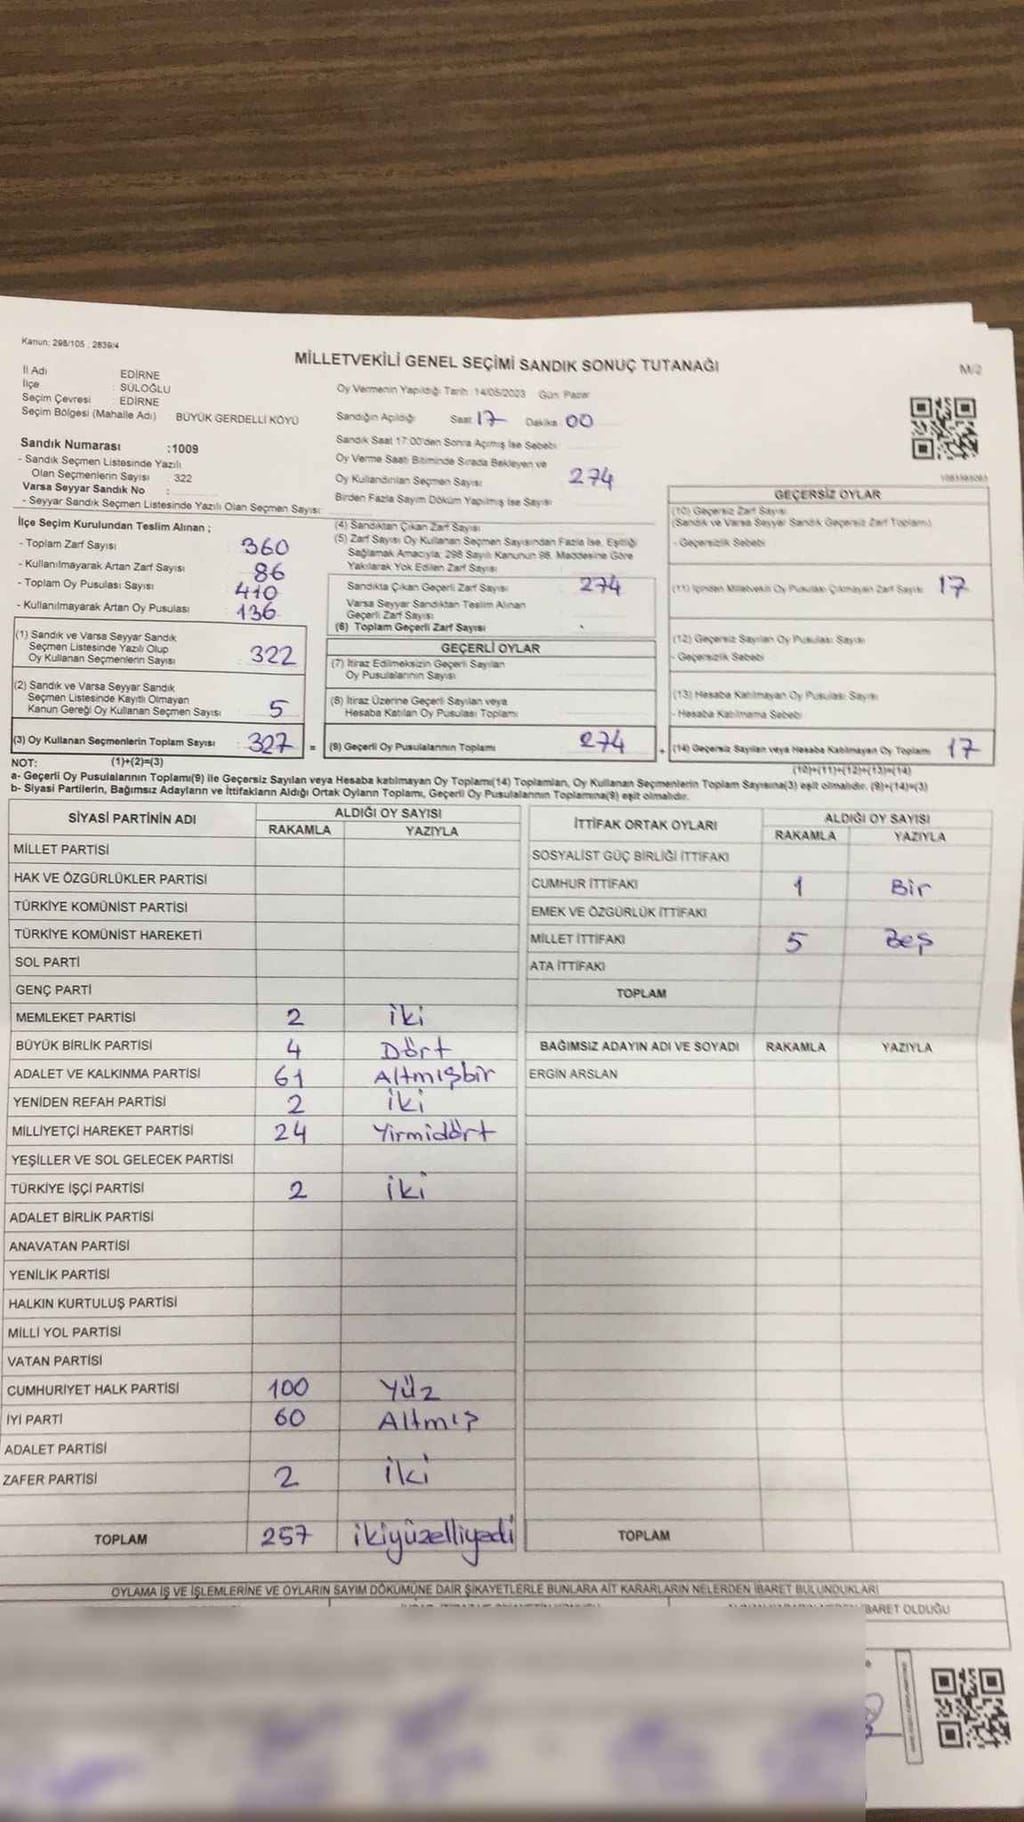 Kanun: 298/105 , 2839/4
MİLLETVEKİLİ GENEL SEÇİMİ SANDIK SONUÇ TUTANAĞI
M/2
İl Adı EDİRNE
İlçe SÜLOĞLU
Seçim Çevresi : EDİRNE
Seçim Bölgesi (Mahalle Adı) BÜYÜK GERDELLİ KÖYÜ
Sandık Numarası :1009
- Sandık Seçmen Listesinde Yazılı
Olan Seçmenlerin Sayısı : 322
Varsa Seyyar Sandık No :
- Seyyar Sandık Seçmen Listesinde Yazılı Olan Seçmen Sayısı:
Oy Vermenin Yapıldığı Tarih: 14/05/2023 Gün: Pazar
Sandığın Açıldığı Saat 17 Dakika 00
Sandık Saat 17:00'den Sonra Açmış İse Sebebi
Oy Verme Saati Bitiminde Sırada Bekleyen ve
Oy Kullandırılan Seçmen Sayısı 274
Birden Fazla Sayım Döküm Yapılmış İse Sayısı
İlçe Seçim Kurulundan Teslim Alınan ;
- Toplam Zarf Sayısı 360
- Kullanılmayarak Artan Zarf Sayısı 86
- Toplam Oy Pusulası Sayısı 410
- Kullanılmayarak Artan Oy Pusulası 136
(1) Sandık ve Varsa Seyyar Sandık
Seçmen Listesinde Yazılı Olup
Oy Kullanan Seçmenlerin Sayısı 322
(2) Sandık ve Varsa Seyyar Sandık
Seçmen Listesinde Kayıtlı Olmayan
Kanun Gereği Oy Kullanan Seçmen Sayısı 5
(3) Oy Kullanan Seçmenlerin Toplam Sayısı : 327 =
(4) Sandıktan Çıkan Zarf Sayısı
(5) Zarf Sayısı Oy Kullanan Seçmen Sayısından Fazla İse, Eşitliği
Sağlamak Amacıyla, 298 Sayılı Kanunun 98. Maddesine Göre
Yakılarak Yok Edilen Zarf Sayısı
Sandıkta Çıkan Geçerli Zarf Sayısı 274
Varsa Seyyar Sandıktan Teslim Alınan
Geçerli Zarf Sayısı
(6) Toplam Geçerli Zarf Sayısı
GEÇERLİ OYLAR
(7) İtiraz Edilmeksizin Geçerli Sayılan
Oy Pusulalarının Sayısı
(8) İtiraz Üzerine Geçerli Sayılan veya
Hesaba Katılan Oy Pusulası Toplamı
(9) Geçerli Oy Pusulalarının Toplamı 274 +
GEÇERSİZ OYLAR
(10) Geçersiz Zarf Sayısı
(Sandık ve Varsa Seyyar Sandık Geçersiz Zarf Toplamı)
- Geçersizlik Sebebi
(11) İçinden Milletvekili Oy Pusulası Çıkmayan Zarf Sayısı 17
(12) Geçersiz Sayılan Oy Pusulası Sayısı
- Geçersizlik Sebebi
(13) Hesaba Katılmayan Oy Pusulası Sayısı
- Hesaba Katılmama Sebebi
(14) Geçersiz Sayılan veya Hesaba Katılmayan Oy Toplamı 17
NOT: (1)+(2)=(3) (10)+(11)+(12)+(13)=(14)
a- Geçerli Oy Pusulalarının Toplamı(9) ile Geçersiz Sayılan veya Hesaba katılmayan Oy Toplamı(14) Toplamları, Oy Kullanan Seçmenlerin Toplam Sayısına(3) eşit olmalıdır. (9)+(14)=(3)
b- Siyasi Partilerin, Bağımsız Adayların ve İttifakların Aldığı Ortak Oyların Toplamı, Geçerli Oy Pusulalarının Toplamına(9) eşit olmalıdır.
SİYASİ PARTİNİN ADI ALDIĞI OY SAYISI
RAKAMLA YAZIYLA
MİLLET PARTİSİ
HAK VE ÖZGÜRLÜKLER PARTİSİ
TÜRKİYE KOMÜNİST PARTİSİ
TÜRKİYE KOMÜNİST HAREKETİ
SOL PARTİ
GENÇ PARTİ
MEMLEKET PARTİSİ 2 iki
BÜYÜK BİRLİK PARTİSİ 4 Dört
ADALET VE KALKINMA PARTİSİ 61 Altmışbir
YENİDEN REFAH PARTİSİ 2 iki
MİLLİYETÇİ HAREKET PARTİSİ 24 Yirmidört
YEŞİLLER VE SOL GELECEK PARTİSİ
TÜRKİYE İŞÇİ PARTİSİ 2 iki
ADALET BİRLİK PARTİSİ
ANAVATAN PARTİSİ
YENİLİK PARTİSİ
HALKIN KURTULUŞ PARTİSİ
MİLLİ YOL PARTİSİ
VATAN PARTİSİ
CUMHURİYET HALK PARTİSİ 100 Yüz
İYİ PARTİ 60 Altmış
ADALET PARTİSİ
ZAFER PARTİSİ 2 iki
TOPLAM 257 ikiyüzelliyedi
İTTİFAK ORTAK OYLARI ALDIĞI OY SAYISI
RAKAMLA YAZIYLA
SOSYALİST GÜÇ BİRLİĞİ İTTİFAKI
CUMHUR İTTİFAKI 1 Bir
EMEK VE ÖZGÜRLÜK İTTİFAKI
MİLLET İTTİFAKI 5 Beş
ATA İTTİFAKI
TOPLAM
BAĞIMSIZ ADAYIN ADI VE SOYADI RAKAMLA YAZIYLA
ERGİN ARSLAN
TOPLAM
OYLAMA İŞ VE İŞLEMLERİNE VE OYLARIN SAYIM DÖKÜMÜNE DAİR ŞİKAYETLERLE BUNLARA AİT KARARLARIN NELERDEN İBARET BULUNDUKLARI
İBARET OLDUĞU